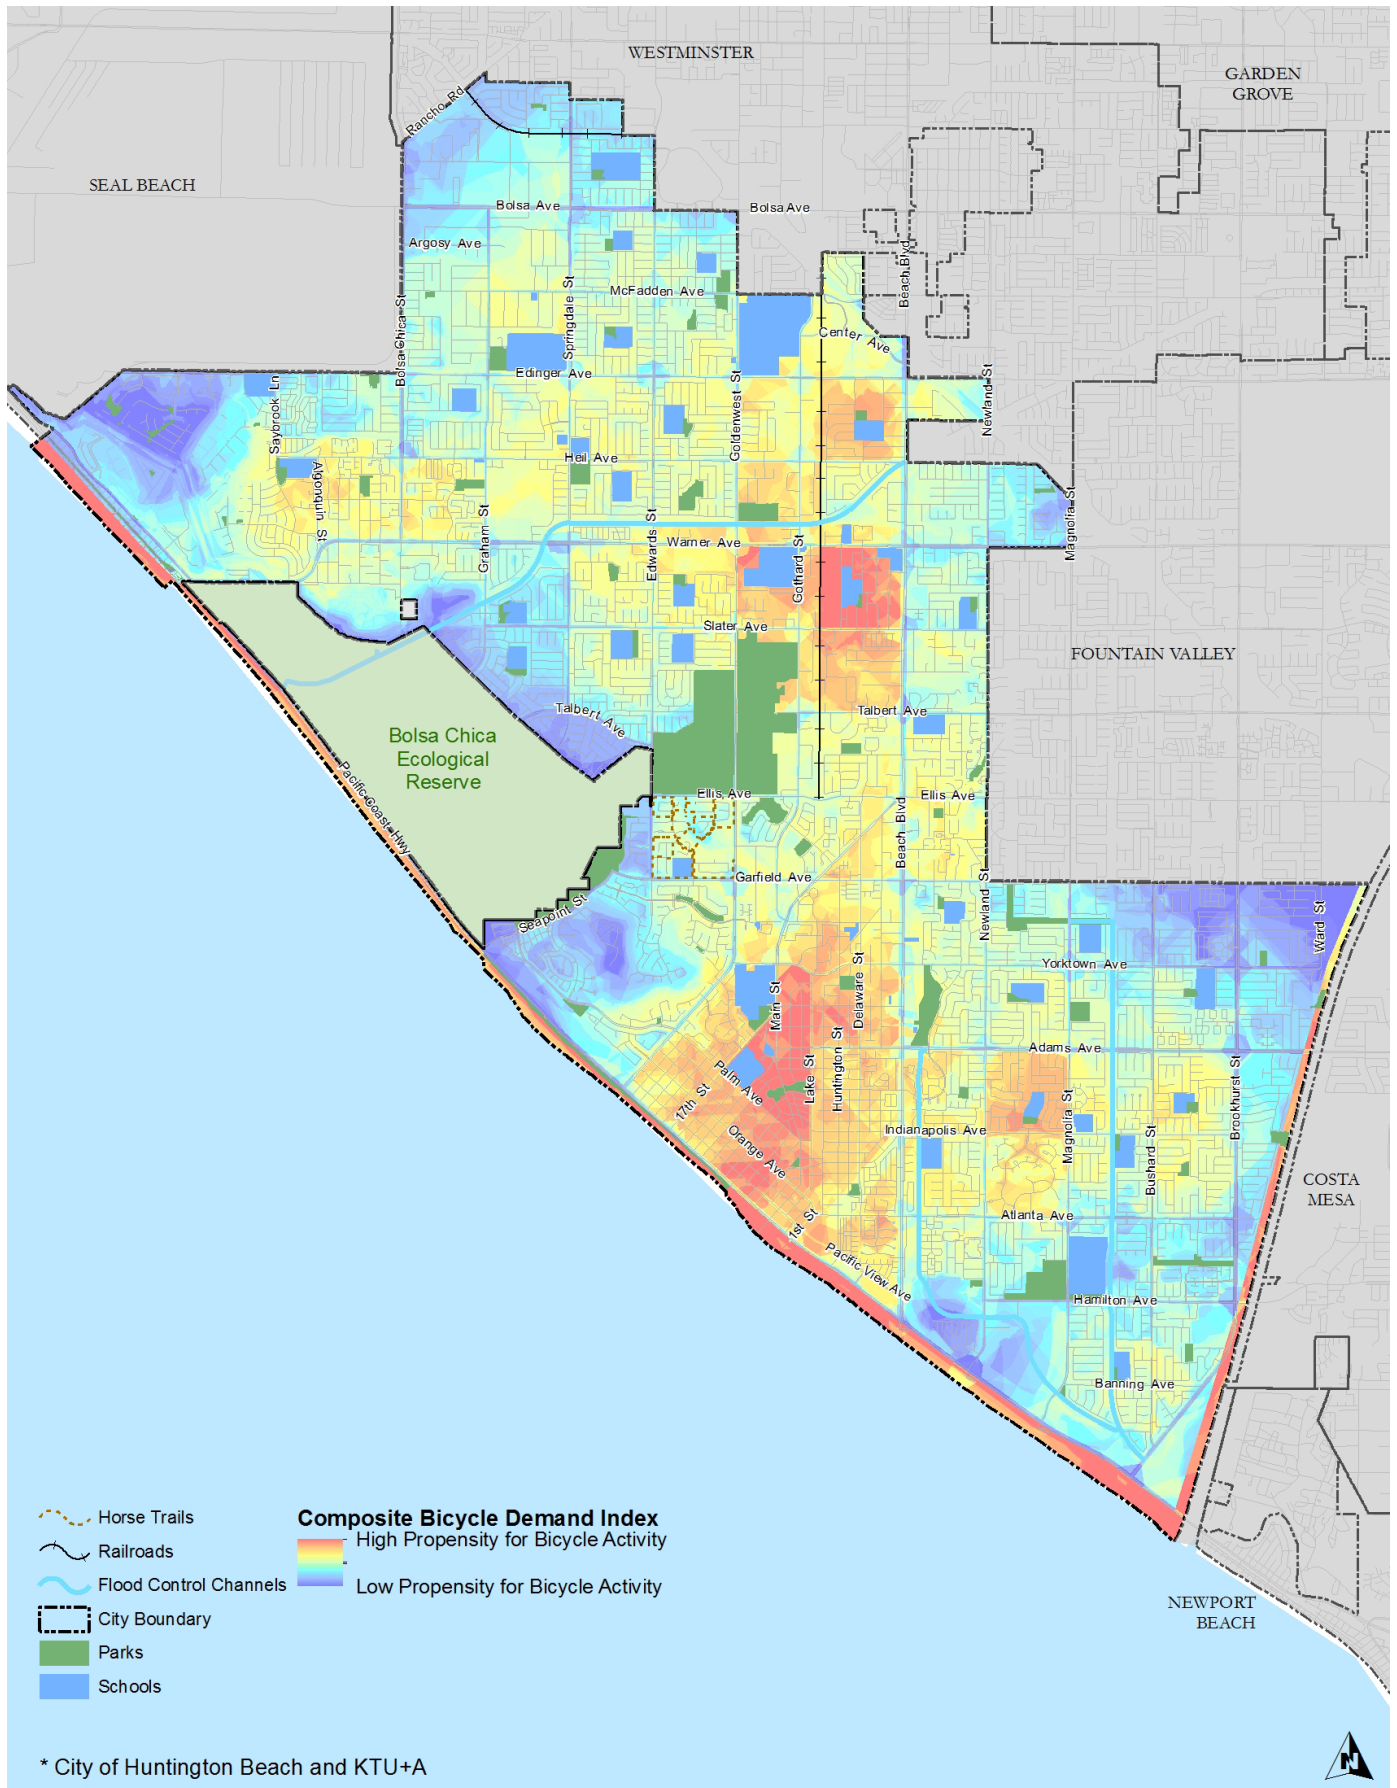 WESTMINSTER
GARDEN
GROVE
Rancho Rd
SEAL BEACH
Bolsa Ave
Bolsa Ave
Argosy Ave
Beach Blvd
Springdale St
McFadden Ave
Bolsa Chica St
Center Ave
Edinger Ave
Saybrook Ln
Goldenwest St
Newland St
Heil Ave
Algonquin St
Graham St
Edwards St
Magnolia St
Warner Ave
Gothard St
Slater Ave
FOUNTAIN VALLEY
Talbert Ave
Talbert Ave
Bolsa Chica
Ecological
Reserve
Pacific Coast Hwy
Ellis Ave
Ellis Ave
Beach Blvd
Garfield Ave
Newland St
Seapoint St
Ward St
Yorktown Ave
Main St
Delaware St
Adams Ave
Palm Ave
Lake St
Huntington St
17th St
Magnolia St
Brookhurst St
Indianapolis Ave
Orange Ave
Bushard St
COSTA
MESA
1st St
Atlanta Ave
Pacific View Ave
Hamilton Ave
Banning Ave
Horse Trails
Railroads
Flood Control Channels
City Boundary
Parks
Schools
Composite Bicycle Demand Index
High Propensity for Bicycle Activity
Low Propensity for Bicycle Activity
NEWPORT
BEACH
* City of Huntington Beach and KTU+A
N